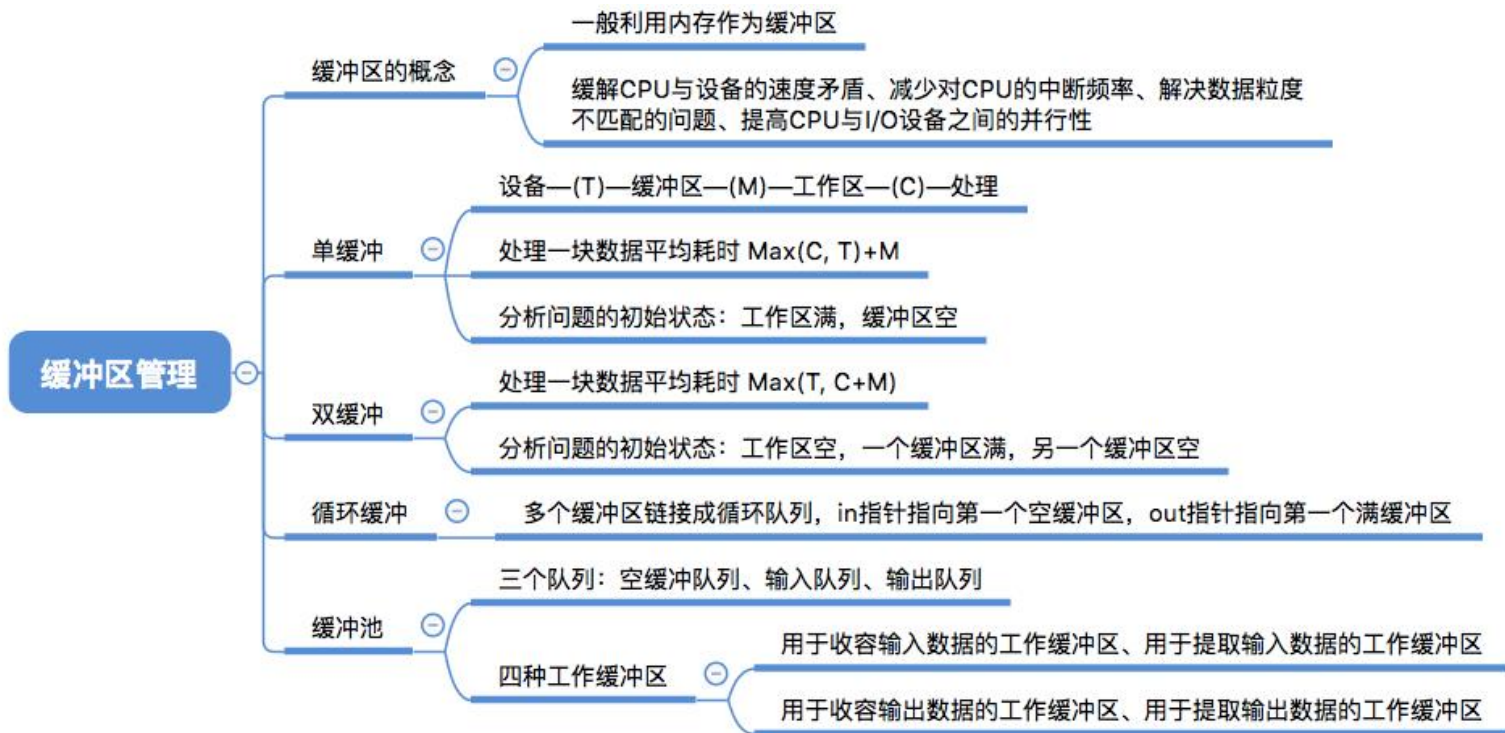 缓冲区管理
缓冲区的概念
一般利用内存作为缓冲区
缓解CPU与设备的速度矛盾、减少对CPU的中断频率、解决数据粒度
不匹配的问题、提高CPU与I/O设备之间的并行性
单缓冲
设备—(T)—缓冲区—(M)—工作区—(C)—处理
处理一块数据平均耗时 Max(C, T)+M
分析问题的初始状态：工作区满，缓冲区空
双缓冲
处理一块数据平均耗时 Max(T, C+M)
分析问题的初始状态：工作区空，一个缓冲区满，另一个缓冲区空
循环缓冲
多个缓冲区链接成循环队列，in指针指向第一个空缓冲区，out指针指向第一个满缓冲区
缓冲池
三个队列：空缓冲队列、输入队列、输出队列
四种工作缓冲区
用于收容输入数据的工作缓冲区、用于提取输入数据的工作缓冲区
用于收容输出数据的工作缓冲区、用于提取输出数据的工作缓冲区